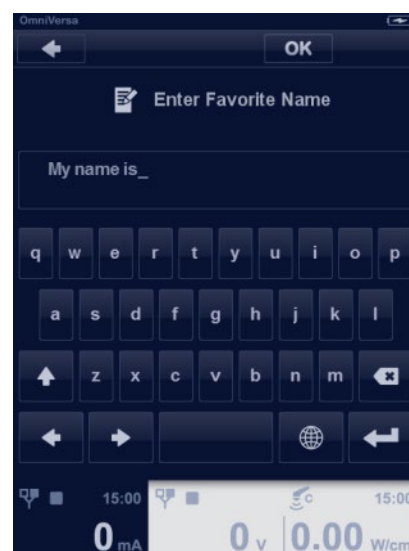 OmniVersa
OK
Enter Favorite Name
My name is_
q w e r t y u i o p
a s d f g h j k l
z x c v b n m
15:00 C 15:00
0 mA 0 V 0.00 W/cm